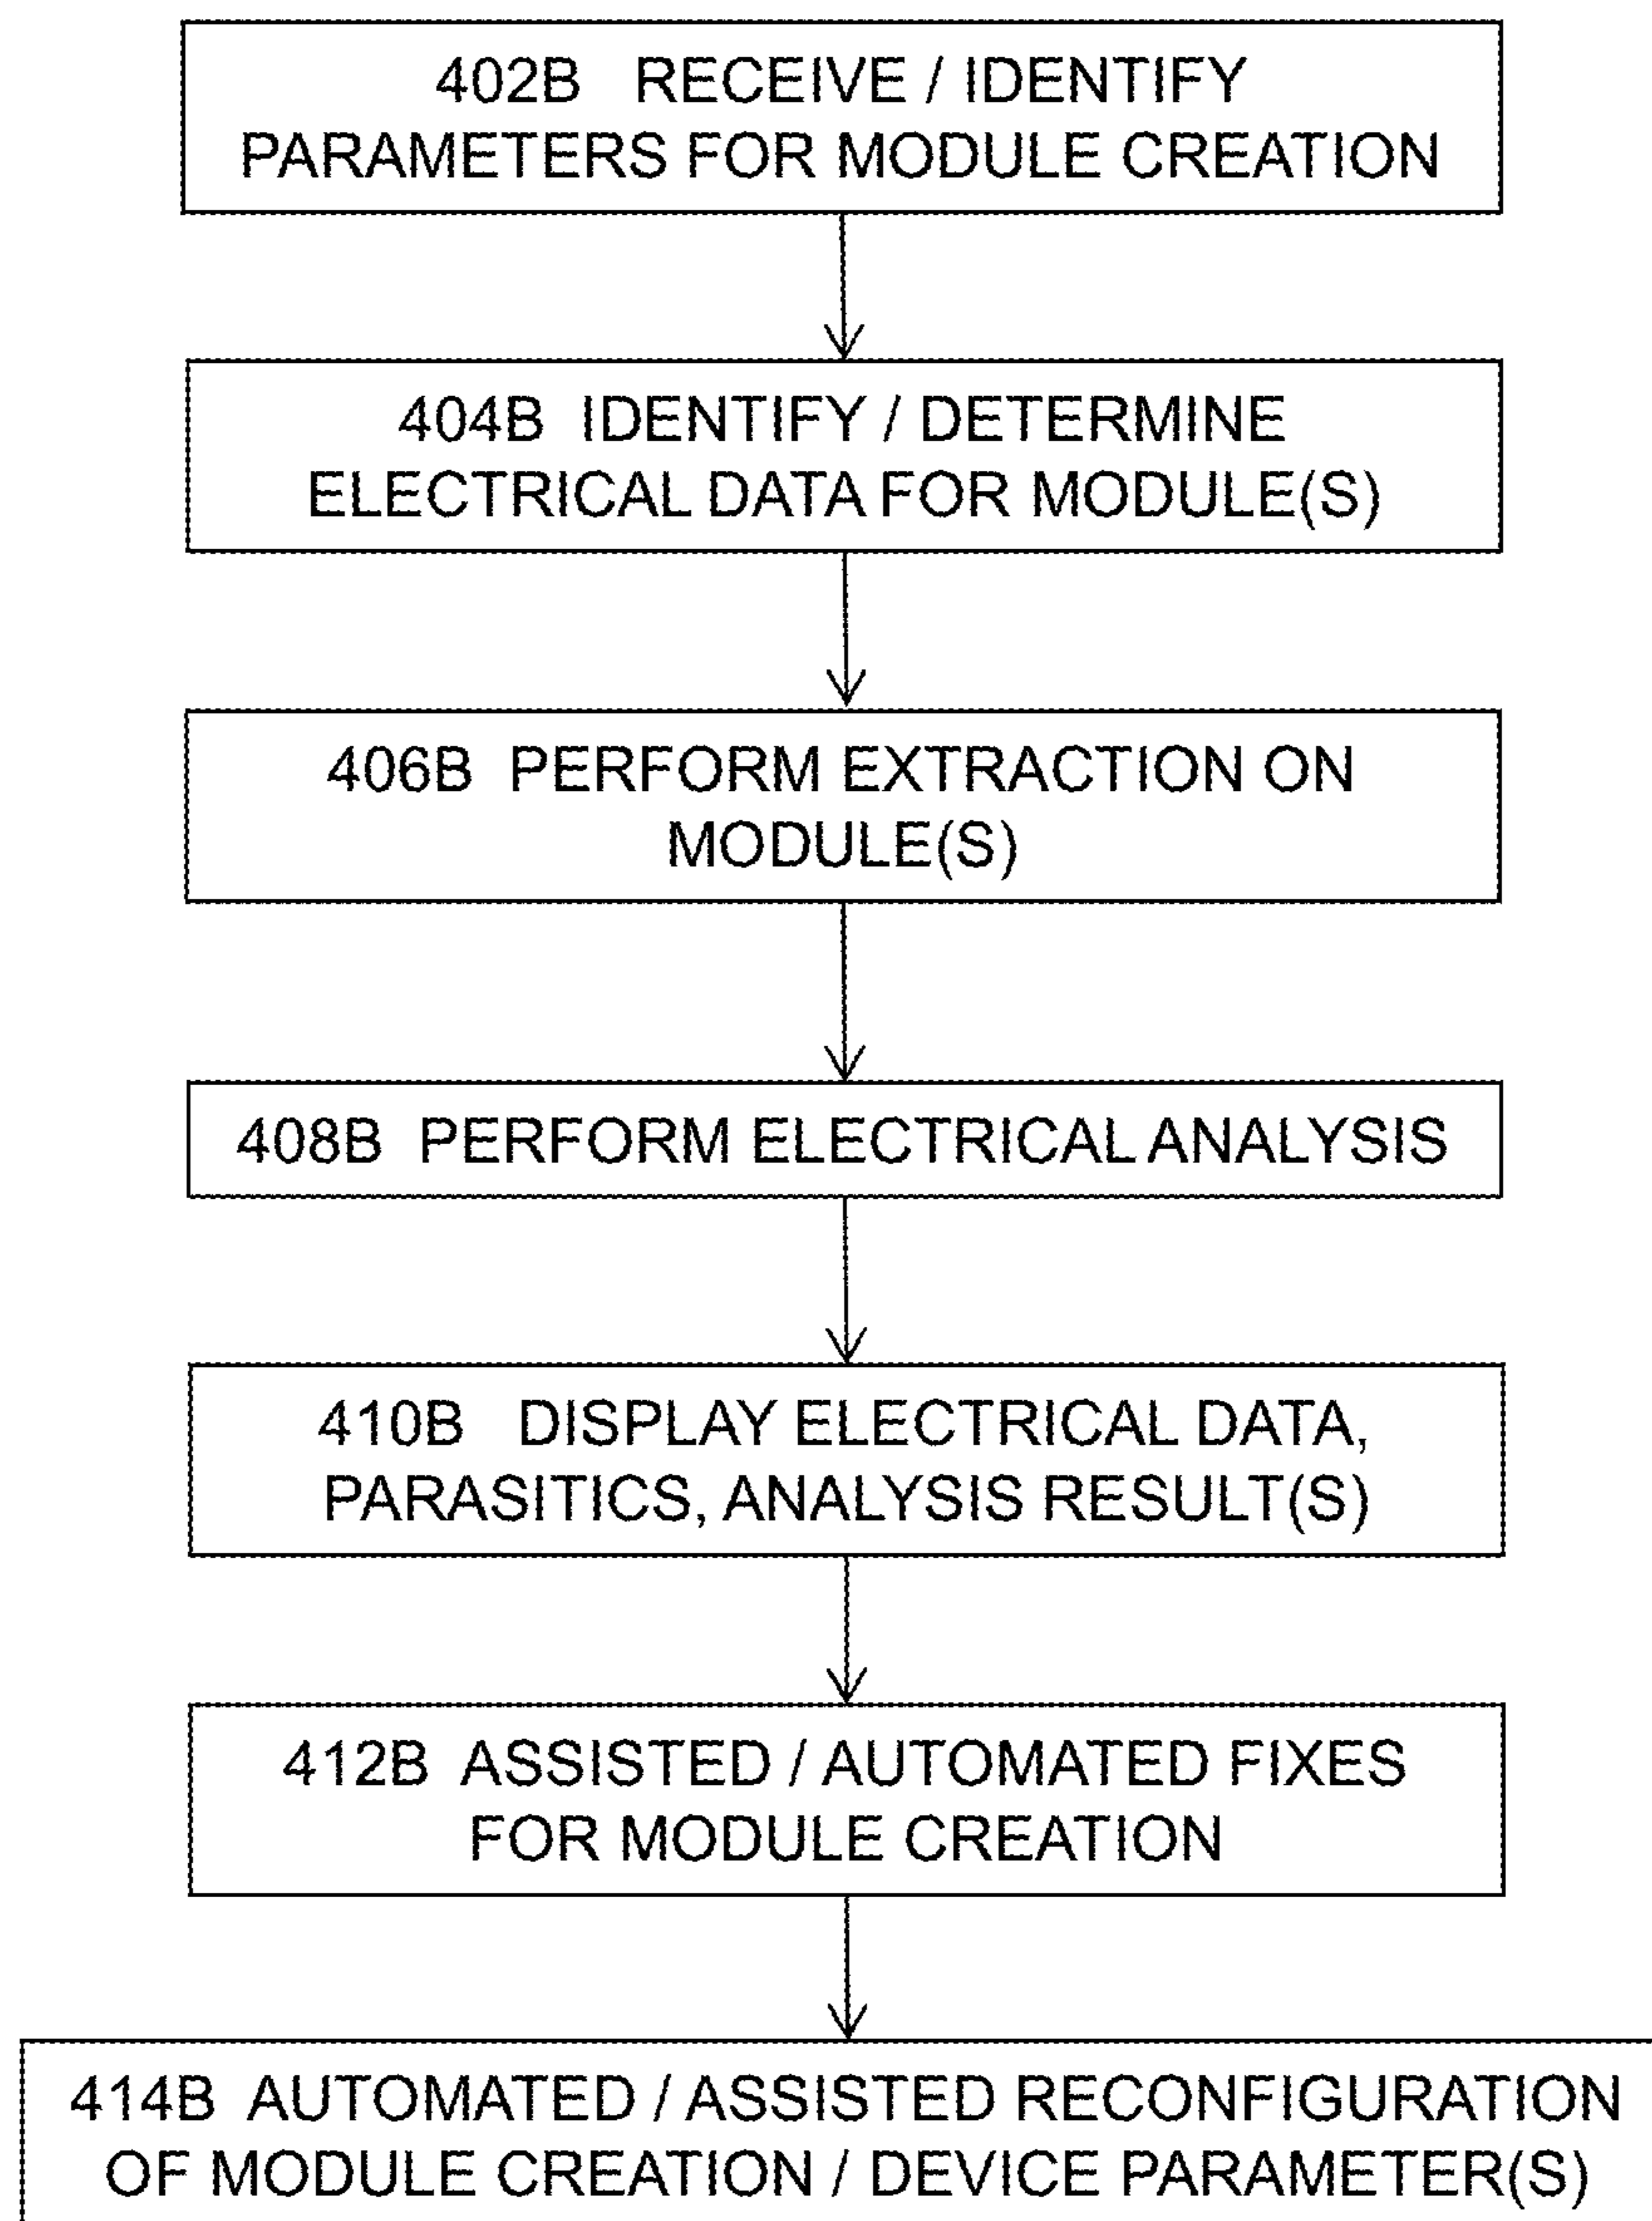 402B RECEIVE / IDENTIFY
PARAMETERS FOR MODULE CREATION
404B IDENTIFY / DETERMINE
ELECTRICAL DATA FOR MODULE(S)
406B PERFORM EXTRACTION ON
MODULE(S)
408B PERFORM ELECTRICAL ANALYSIS
410B DISPLAY ELECTRICAL DATA,
PARASITICS, ANALYSIS RESULT(S)
412B ASSISTED / AUTOMATED FIXES
FOR MODULE CREATION
414B AUTOMATED / ASSISTED RECONFIGURATION
OF MODULE CREATION / DEVICE PARAMETER(S)